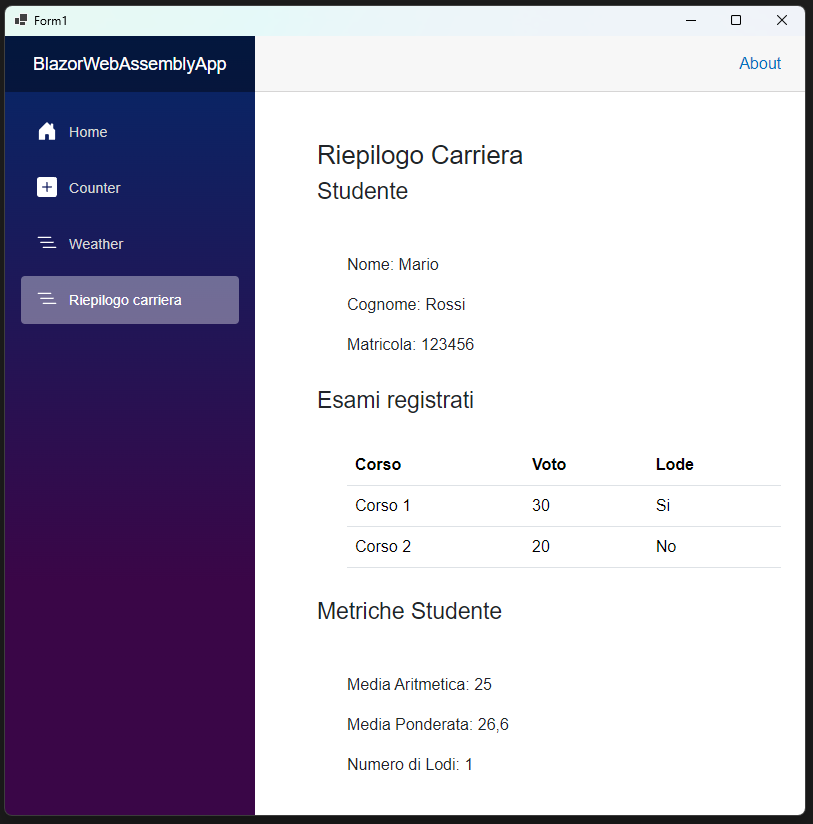 Form1
BlazorWebAssemblyApp
About
Home
Counter
Weather
Riepilogo carriera
Riepilogo Carriera
Studente
Nome: Mario
Cognome: Rossi
Matricola: 123456
Esami registrati
Corso Voto Lode
Corso 1 30 Si
Corso 2 20 No
Metriche Studente
Media Aritmetica: 25
Media Ponderata: 26,6
Numero di Lodi: 1